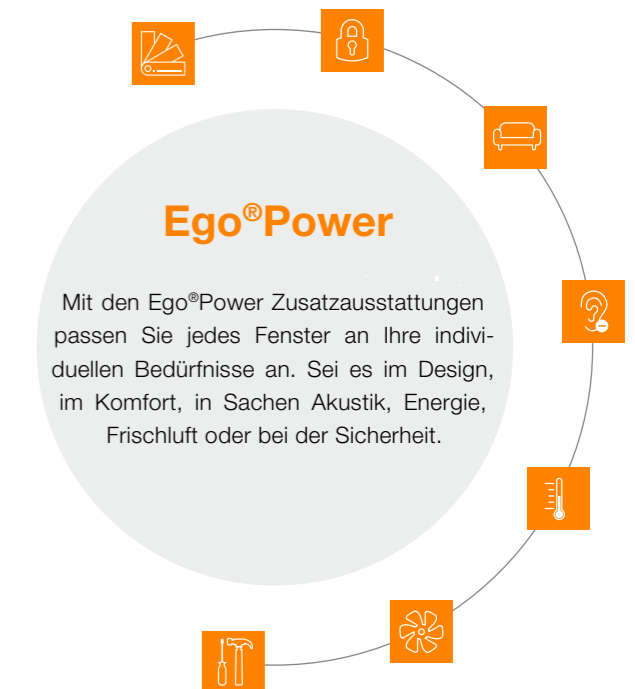 Ego®Power
Mit den Ego®Power Zusatzausstattungen
passen Sie jedes Fenster an Ihre indivi-
duellen Bedürfnisse an. Sei es im Design,
im Komfort, in Sachen Akustik, Energie,
Frischluft oder bei der Sicherheit.